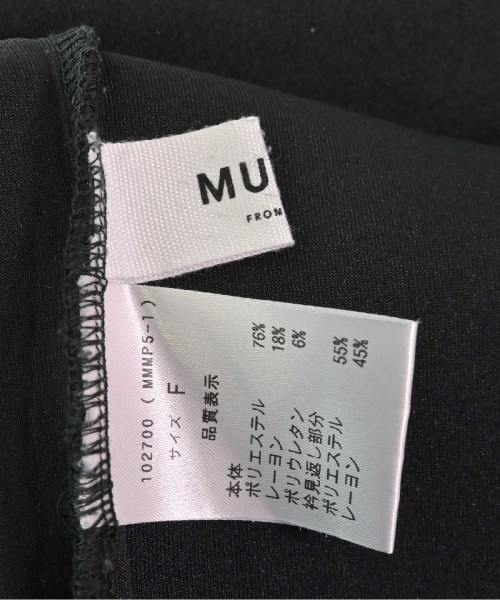 MU
FROM
102700 ( MMMP5-1 )
サイズ F
品質表示
本体
ポリエステル 76%
レーヨン 18%
ポリウレタン 6%
衿見返し部分
ポリエステル 55%
レーヨン 45%